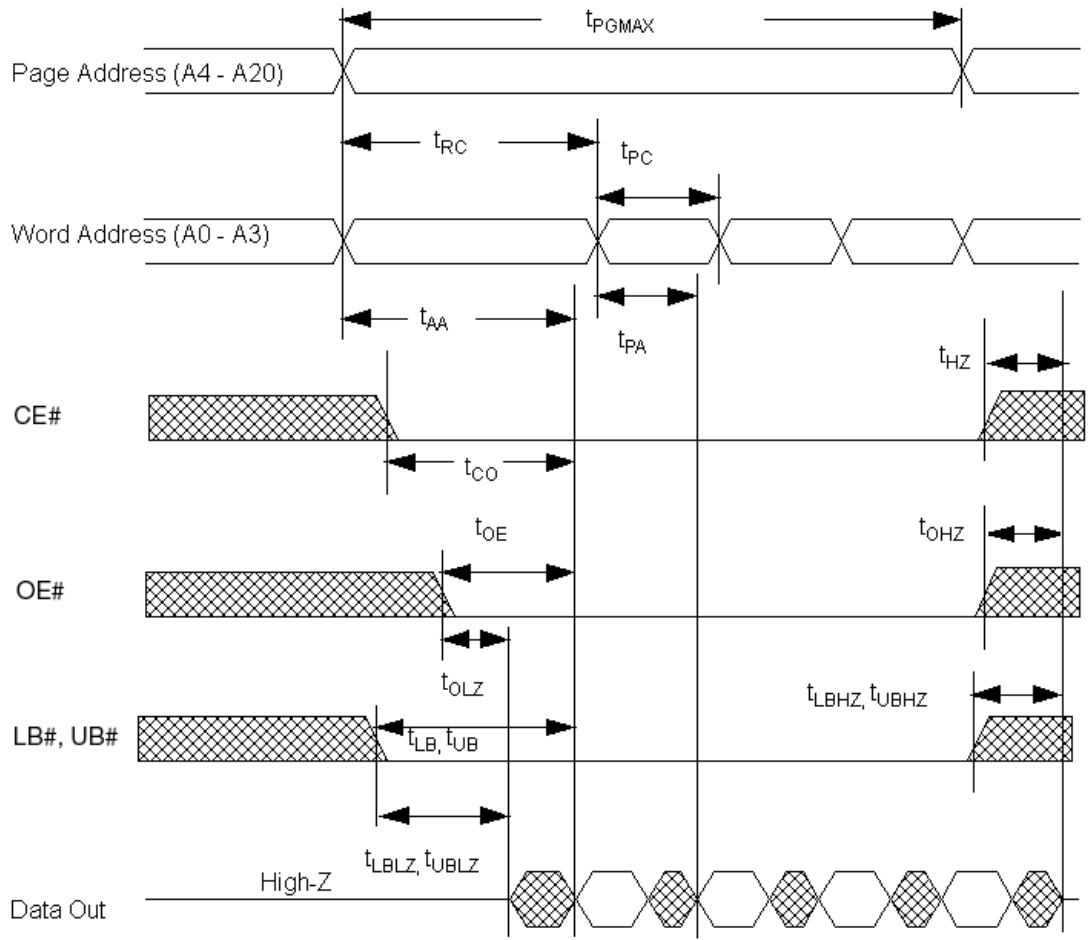 tPGMAX
Page Address (A4 - A20)
tRC
tPC
Word Address (A0 - A3)
tAA
tPA
tHZ
CE#
tCO
tOE
tOHZ
OE#
tOLZ
tLBHZ, tUBHZ
LB#, UB#
tLB, tUB
tLBLZ, tUBLZ
High-Z
Data Out